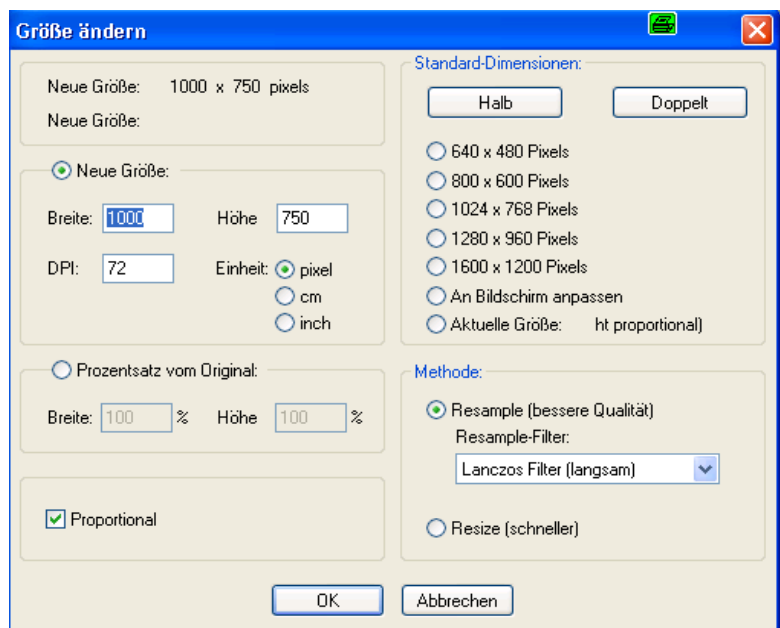 Größe ändern
Neue Größe: 1000 x 750 pixels
Neue Größe:
Neue Größe:
Breite: 1000 Höhe 750
DPI: 72 Einheit: pixel
cm
inch
Prozentsatz vom Original:
Breite: 100 % Höhe 100 %
Proportional
Standard-Dimensionen:
Halb Doppelt
640 x 480 Pixels
800 x 600 Pixels
1024 x 768 Pixels
1280 x 960 Pixels
1600 x 1200 Pixels
An Bildschirm anpassen
Aktuelle Größe: ht proportional)
Methode:
Resample (bessere Qualität)
Resample-Filter:
Lanczos Filter (langsam)
Resize (schneller)
OK Abbrechen